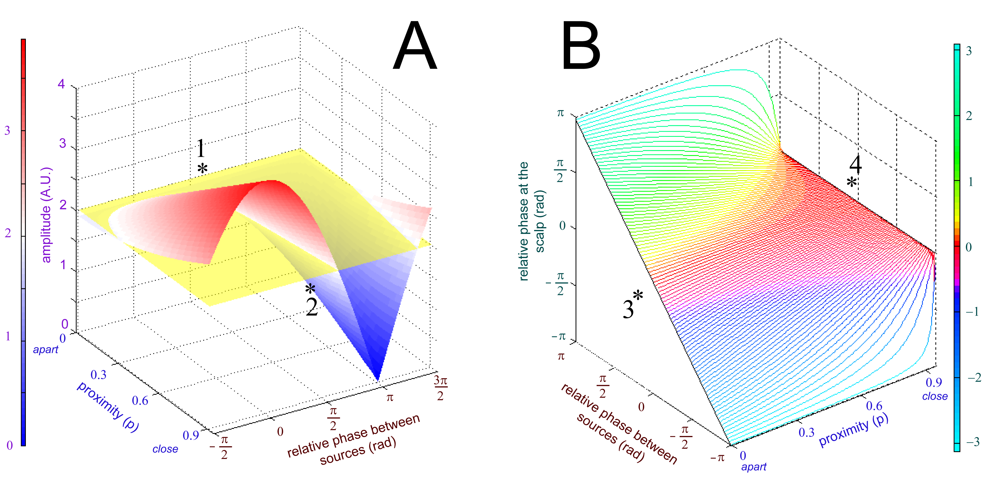 A
3
2
1
0
4
3
2
1
0
amplitude (A.U.)
1
*
*
2
0
apart
0.3
0.6
0.9
close
proximity (p)
- π/2
0
π/2
π
3π/2
relative phase between
sources (rad)
B
π
π/2
0
- π/2
-π
relative phase at the
scalp (rad)
3*
4
*
π
π/2
0
- π/2
-π
relative phase between
sources (rad)
0
apart
0.3
0.6
0.9
close
proximity (p)
3
2
1
0
−1
−2
−3